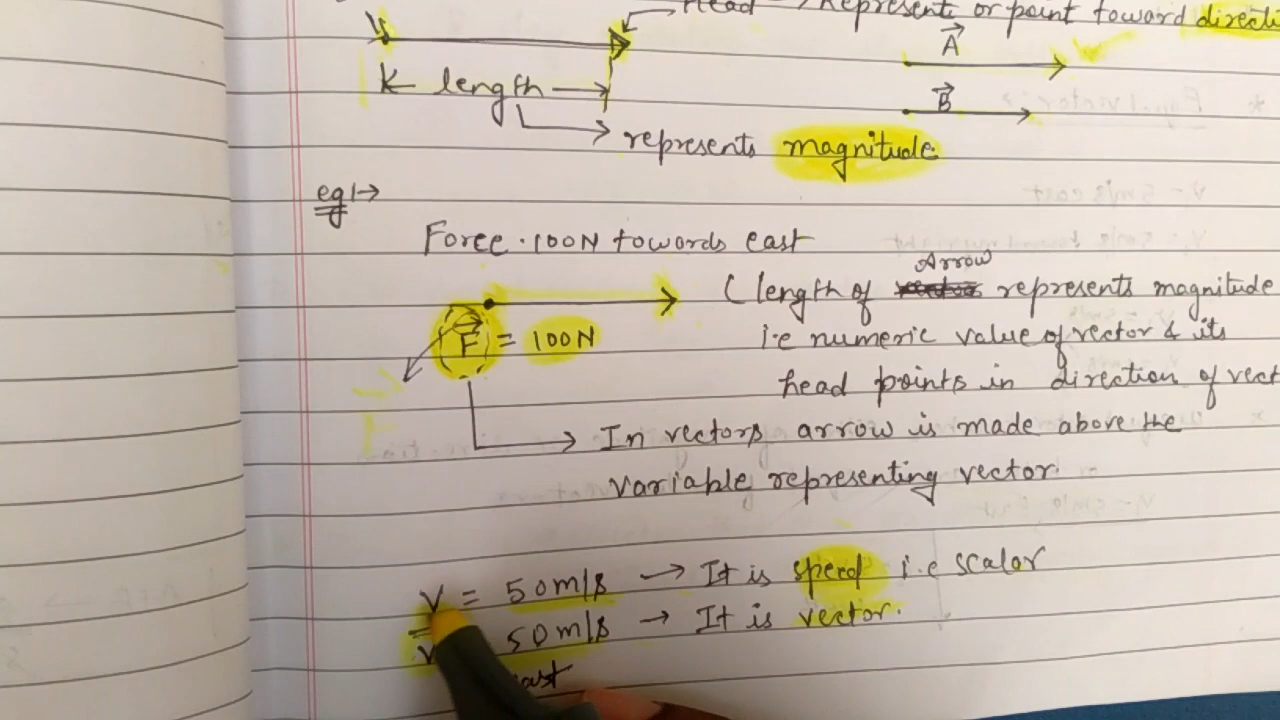 Head → Represent or point toward directi
A
length
B
represents magnitude
eg1→
Force . 100N towards east
Arrow
(length of represents magnitude
F = 100N
i.e numeric value of vector & its
head points in direction of vect
In vectors arrow is made above the
variable representing vector.
v = 50m/s → It is speed i.e scalar
v 50m/s → It is vector.
east